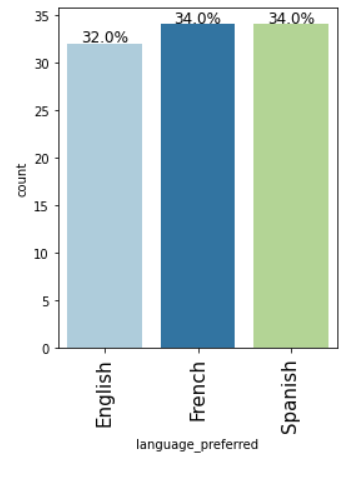 35
32.0%
34.0%
34.0%
30
25
20
15
10
5
0
count
English
French
Spanish
language_preferred